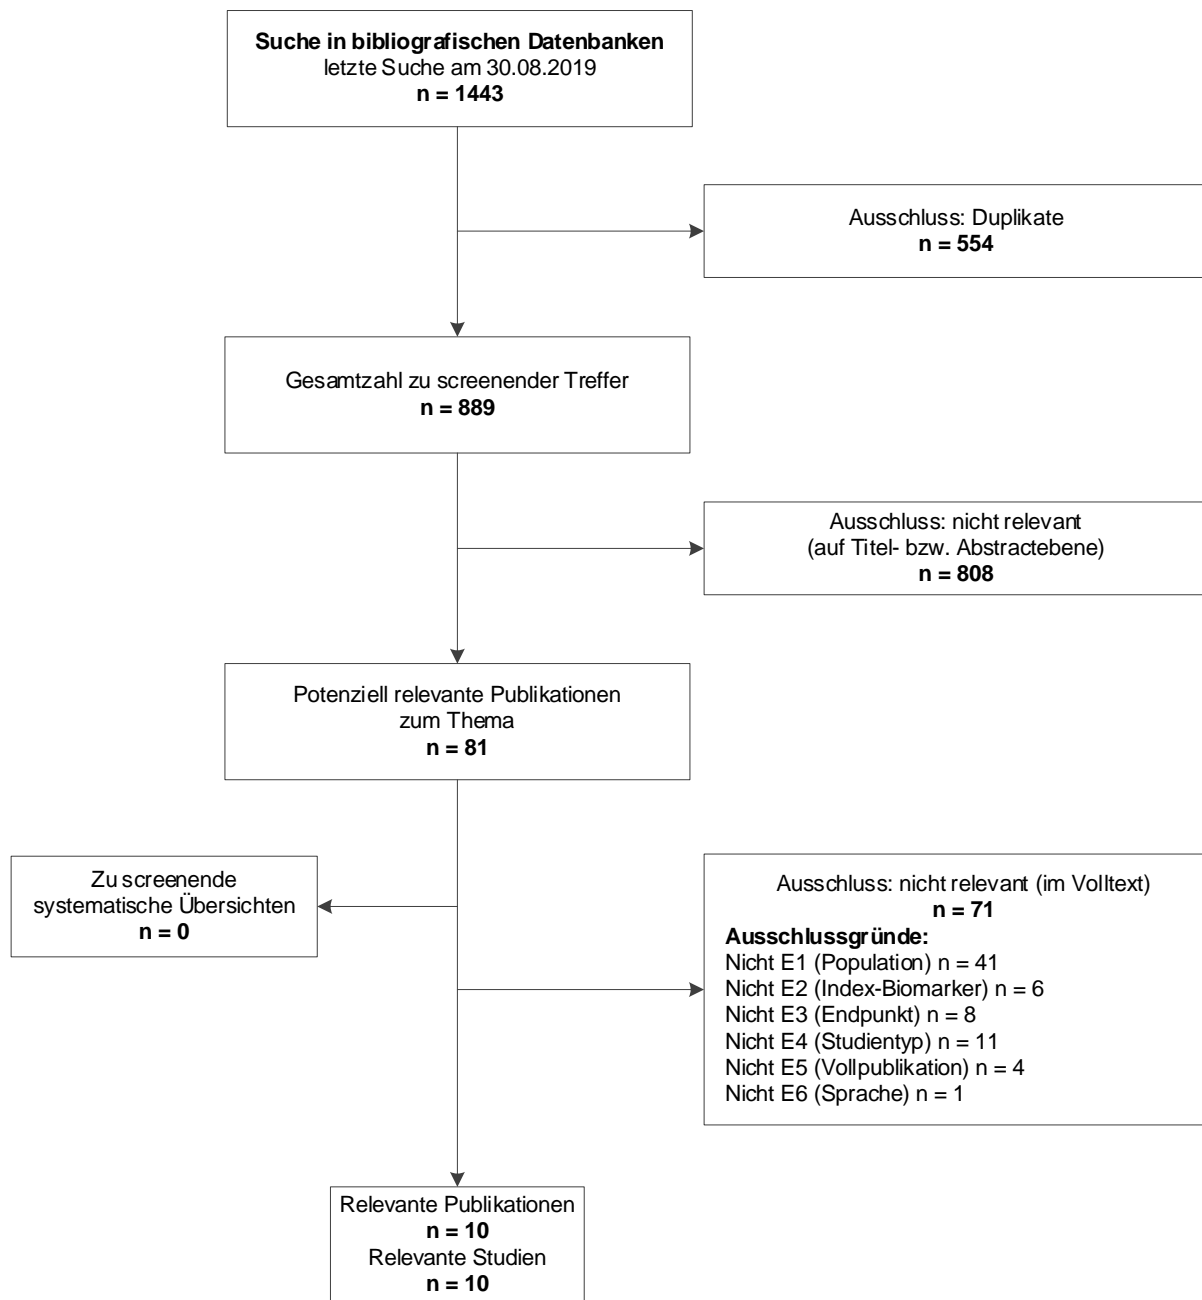 Suche in bibliografischen Datenbanken
letzte Suche am 30.08.2019
n = 1443
Ausschluss: Duplikate
n = 554
Gesamtzahl zu screenender Treffer
n = 889
Ausschluss: nicht relevant
(auf Titel- bzw. Abstractebene)
n = 808
Potenziell relevante Publikationen
zum Thema
n = 81
Zu screenende
systematische Übersichten
n = 0
Ausschluss: nicht relevant (im Volltext)
n = 71
Ausschlussgründe:
Nicht E1 (Population) n = 41
Nicht E2 (Index-Biomarker) n = 6
Nicht E3 (Endpunkt) n = 8
Nicht E4 (Studientyp) n = 11
Nicht E5 (Vollpublikation) n = 4
Nicht E6 (Sprache) n = 1
Relevante Publikationen
n = 10
Relevante Studien
n = 10